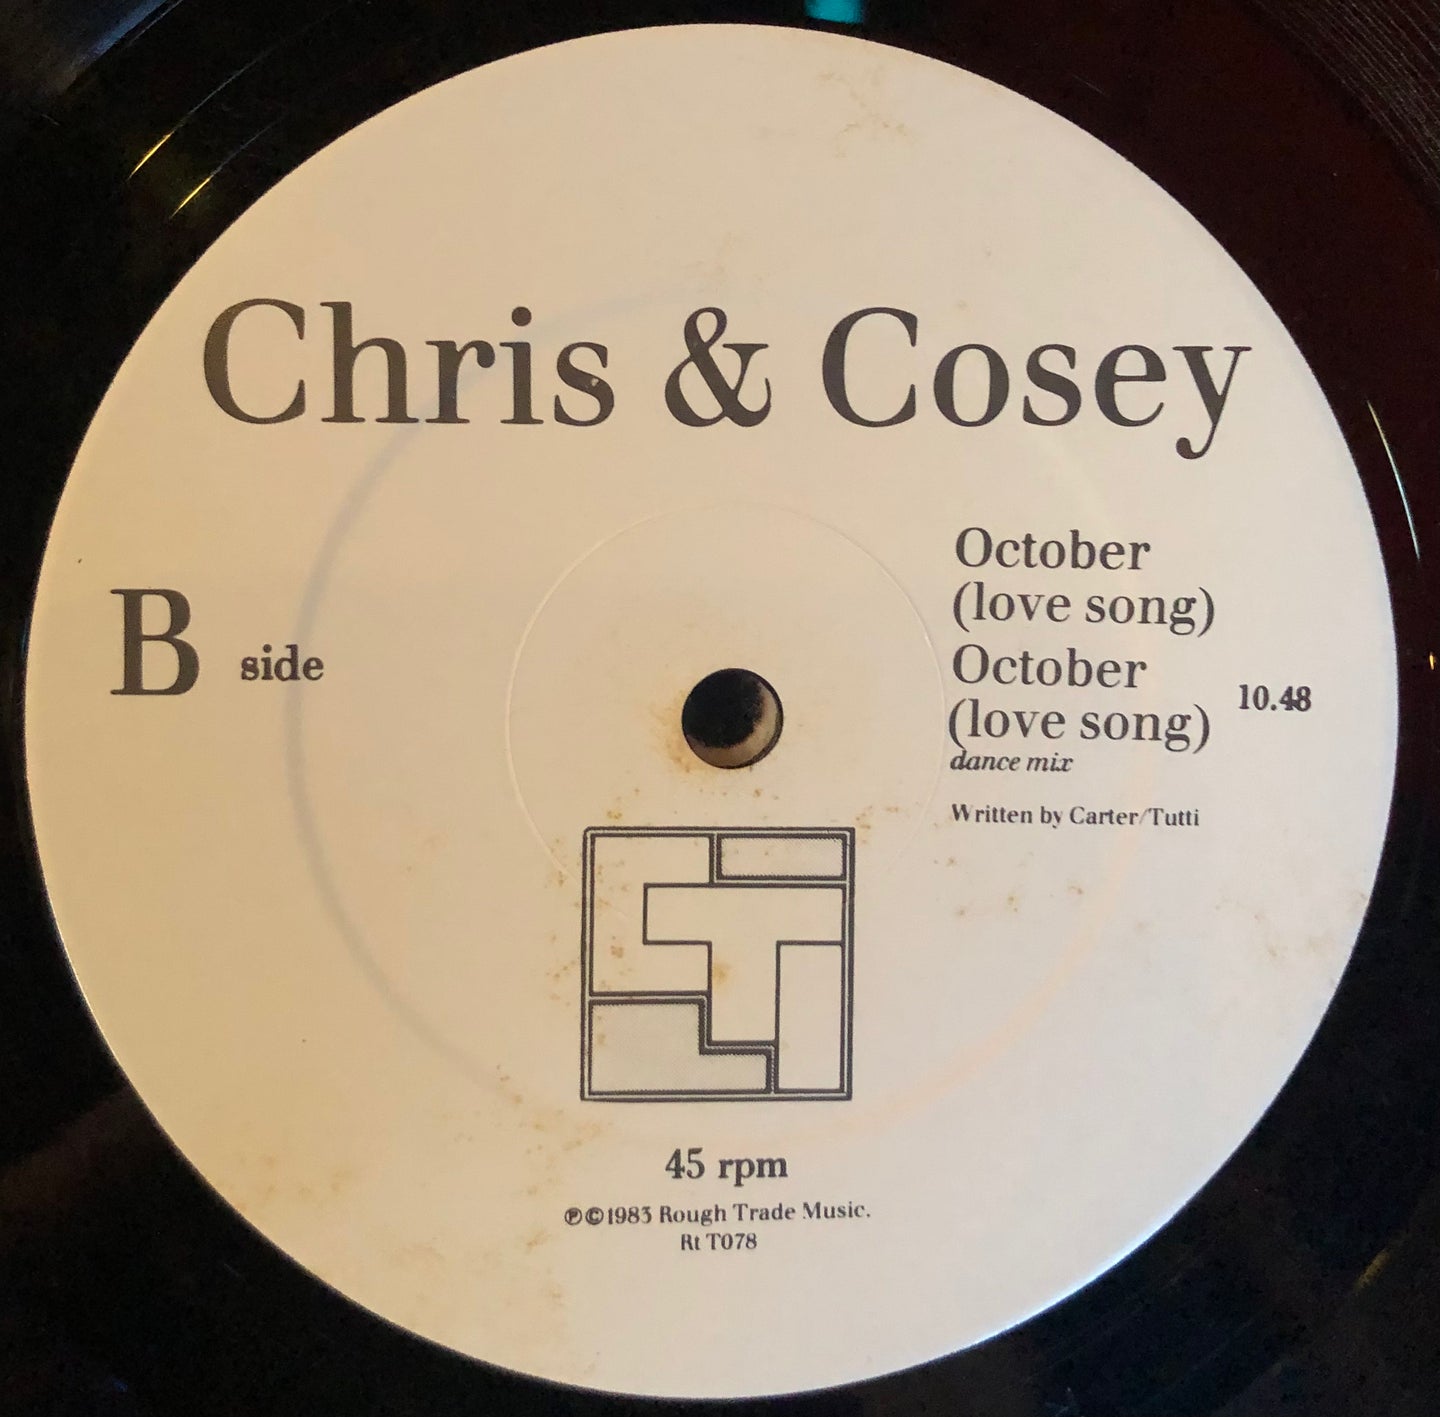 Chris & Cosey
B side
October
(love song)
October
(love song)
10.48
dance mix
Written by Carter/Tutti
45 rpm
℗©1983 Rough Trade Music.
Rt T078